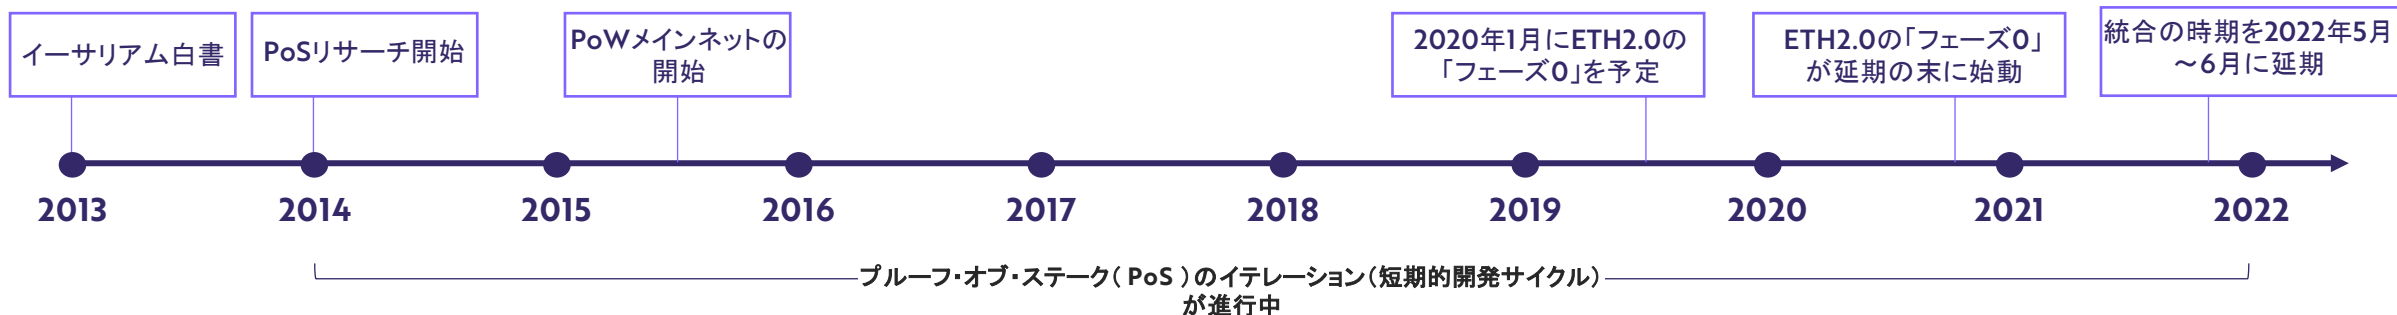 イーサリアム白書
PoSリサーチ開始
PoWメインネットの
開始
2020年1月にETH2.0の
「フェーズ0」を予定
ETH2.0の「フェーズ0」
が延期の末に始動
統合の時期を2022年5月
～6月に延期
2013
2014
2015
2016
2017
2018
2019
2020
2021
2022
プルーフ・オブ・ステーク( PoS )のイテレーション(短期的開発サイクル)
が進行中